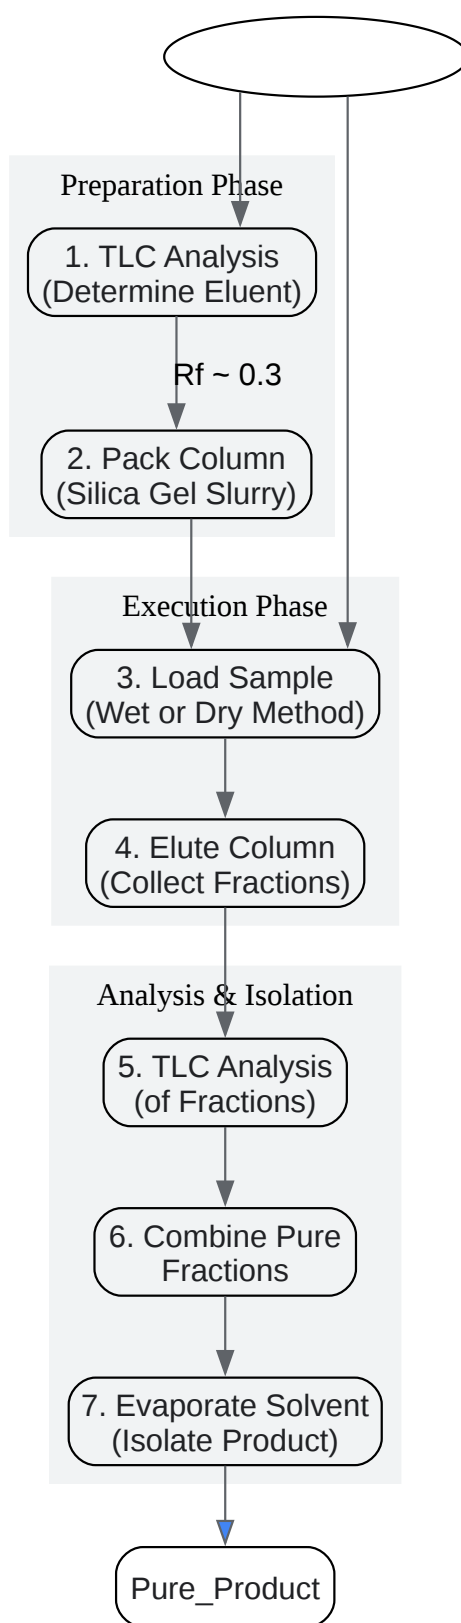 Preparation Phase
1. TLC Analysis
(Determine Eluent)
Rf ~ 0.3
2. Pack Column
(Silica Gel Slurry)
Execution Phase
3. Load Sample
(Wet or Dry Method)
4. Elute Column
(Collect Fractions)
Analysis & Isolation
5. TLC Analysis
(of Fractions)
6. Combine Pure
Fractions
7. Evaporate Solvent
(Isolate Product)
Pure_Product